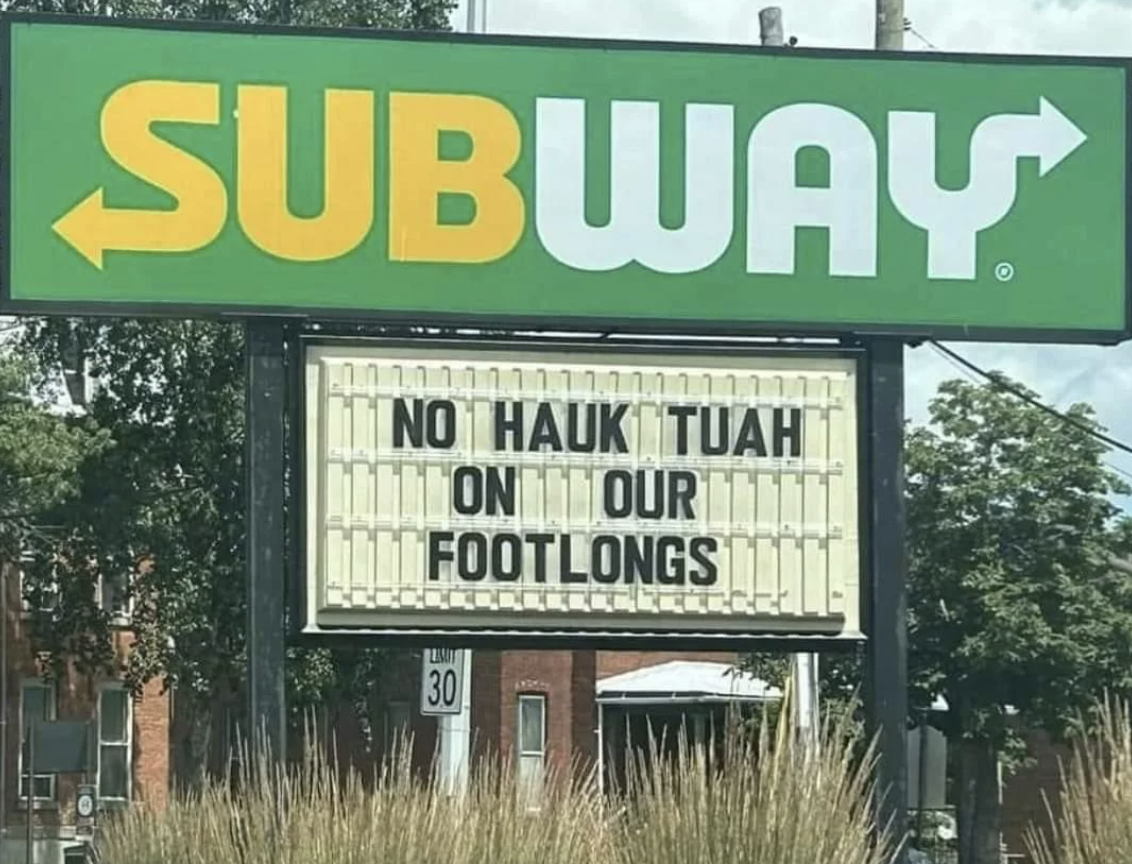 SUBWAY®
NO HAUK TUAH
ON OUR
FOOTLONGS
LIMIT
30